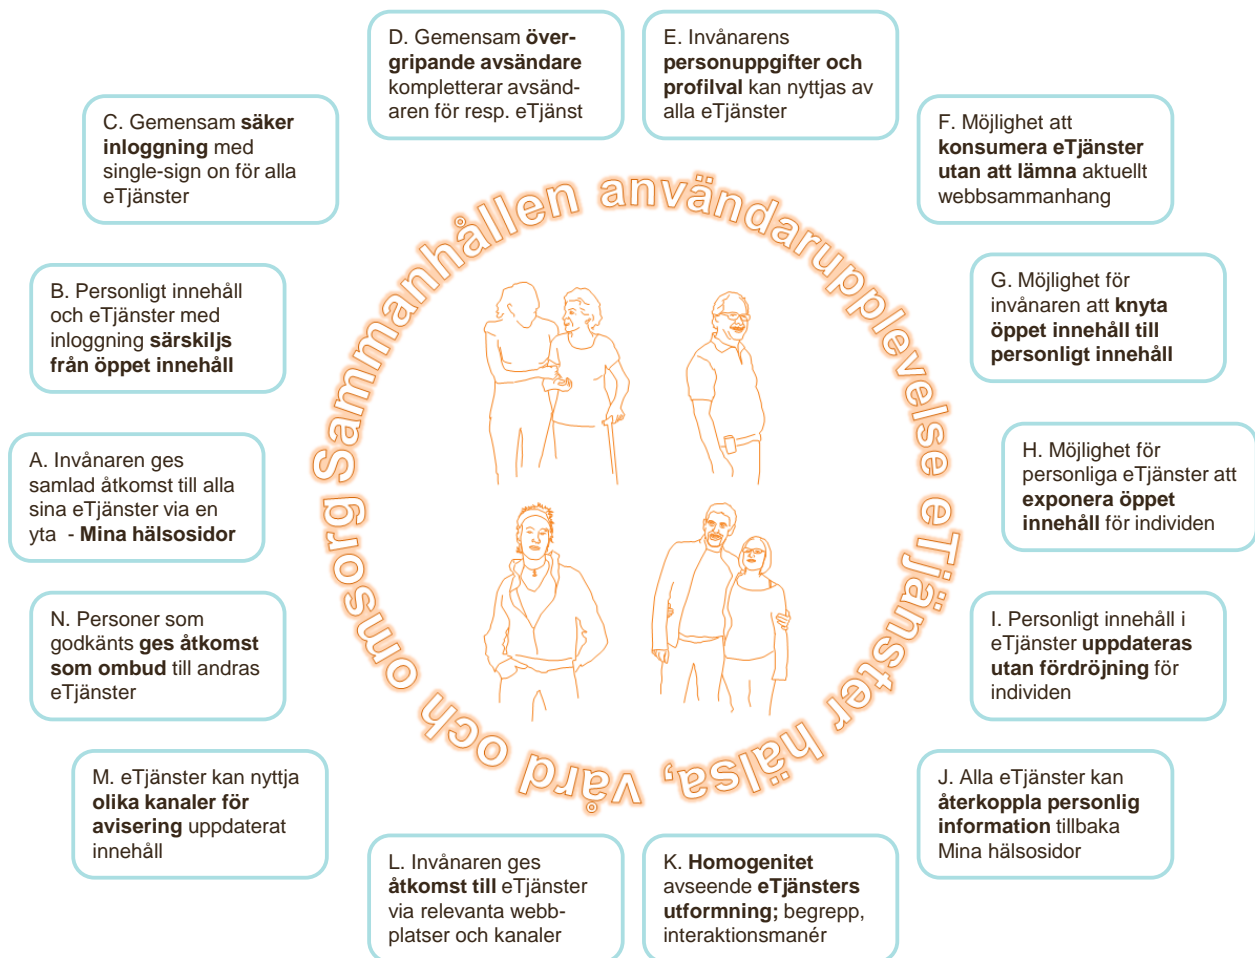 D. Gemensam över-
gripande avsändare
kompletterar avsänd-
aren för resp. eTjänst
E. Invånarens
personuppgifter och
profilval kan nyttjas av
alla eTjänster
C. Gemensam säker
inloggning med
single-sign on för alla
eTjänster
F. Möjlighet att
konsumera eTjänster
utan att lämna aktuellt
webbsammanhang
B. Personligt innehåll
och eTjänster med
inloggning särskiljs
från öppet innehåll
G. Möjlighet för
invånaren att knyta
öppet innehåll till
personligt innehåll
A. Invånaren ges
samlad åtkomst till alla
sina eTjänster via en
yta - Mina hälsosidor
H. Möjlighet för
personliga eTjänster att
exponera öppet
innehåll för individen
N. Personer som
godkänts ges åtkomst
som ombud till andras
eTjänster
I. Personligt innehåll i
eTjänster uppdateras
utan fördröjning för
individen
M. eTjänster kan nyttja
olika kanaler för
avisering uppdaterat
innehåll
J. Alla eTjänster kan
återkoppla personlig
information tillbaka
Mina hälsosidor
L. Invånaren ges
åtkomst till eTjänster
via relevanta webb-
platser och kanaler
K. Homogenitet
avseende eTjänsters
utformning; begrepp,
interaktionsmanér
Sammanhållen användarupplevelse eTjänster hälsa, vård och omsorg